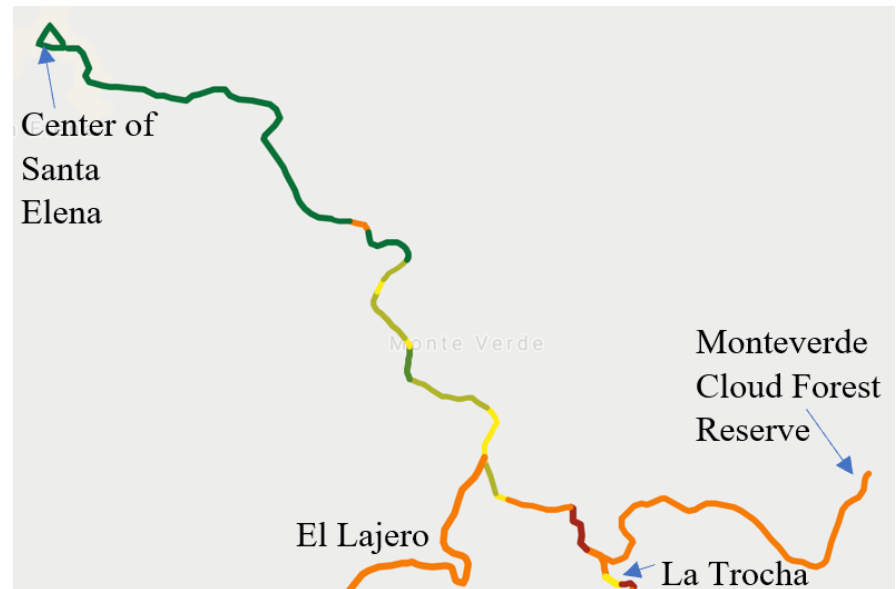 Center of
Santa
Elena
Monte Verde
Monteverde
Cloud Forest
Reserve
El Lajero
La Trocha